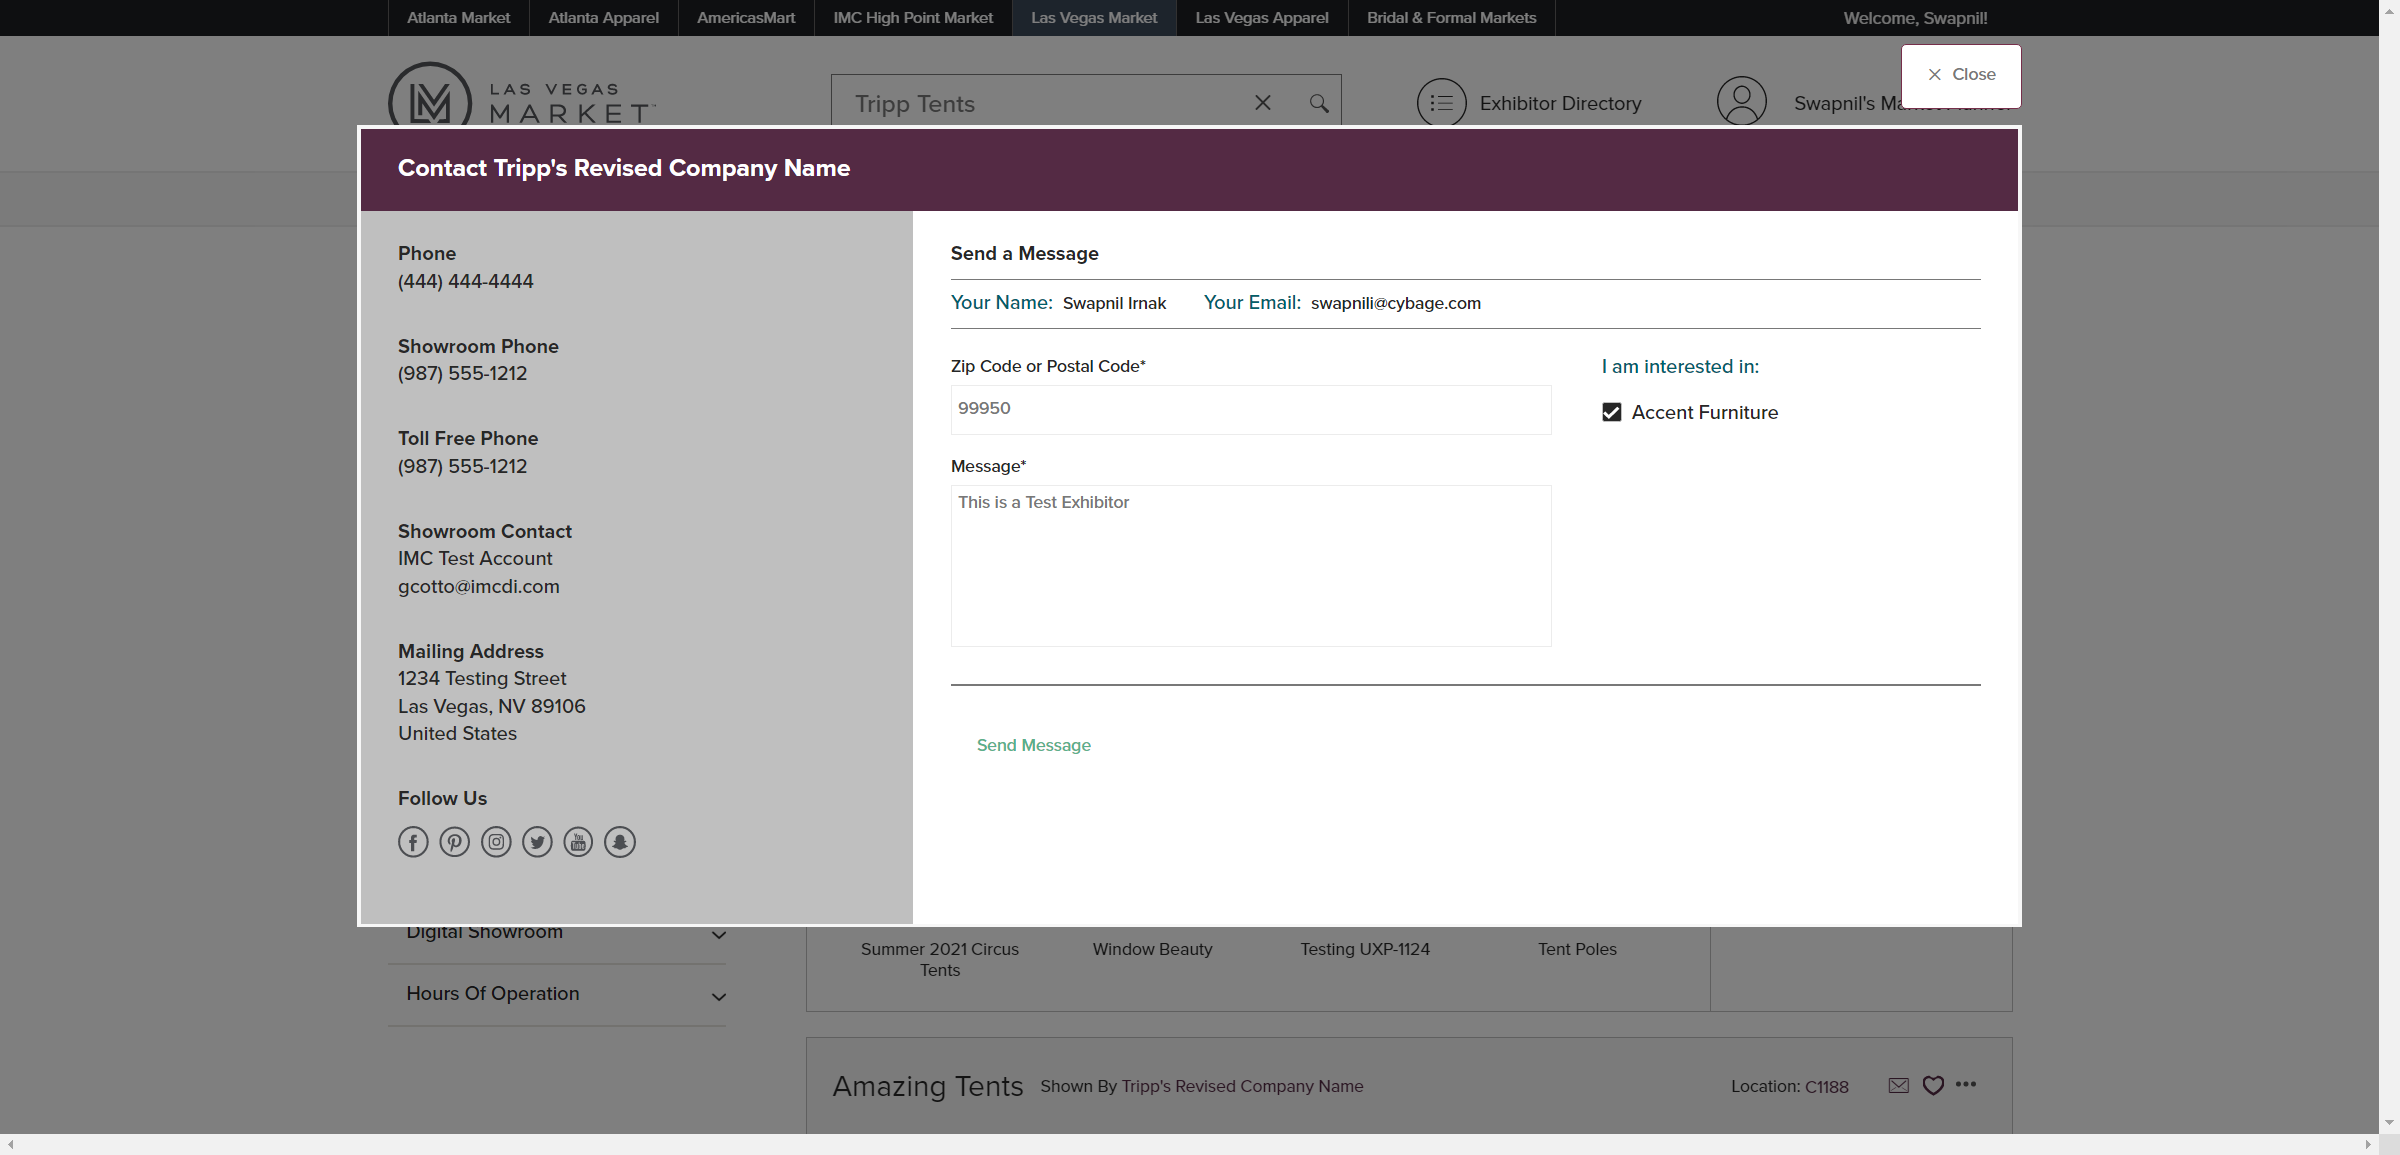 Atlanta Market
Atlanta Apparel
AmericasMart
IMC High Point Market
Las Vegas Market
Las Vegas Apparel
Bridal & Formal Markets
Welcome, Swapnil!
LAS VEGAS
MARKET
Tripp Tents
Exhibitor Directory
Swapnil's
Close
Contact Tripp's Revised Company Name
Phone
(444) 444-4444
Showroom Phone
(987) 555-1212
Toll Free Phone
(987) 555-1212
Showroom Contact
IMC Test Account
gcotto@imcdi.com
Mailing Address
1234 Testing Street
Las Vegas, NV 89106
United States
Follow Us
Send a Message
Your Name: Swapnil Irnak Your Email: swapnili@cybage.com
Zip Code or Postal Code*
99950
Message*
This is a Test Exhibitor
I am interested in:
Accent Furniture
Send Message
Digital Showroom
Hours Of Operation
Summer 2021 Circus
Tents
Window Beauty
Testing UXP-1124
Tent Poles
Amazing Tents Shown By Tripp's Revised Company Name
Location: C1188